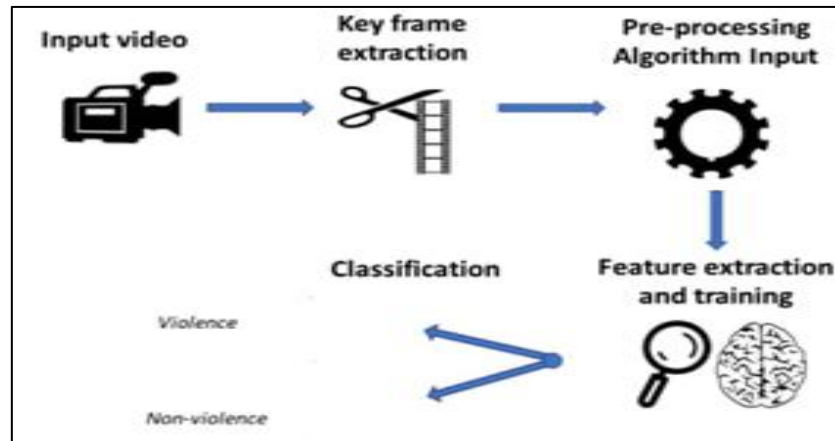 Input video
Key frame
extraction
Pre-processing
Algorithm Input
Feature extraction
and training
Classification
Violence
Non-violence